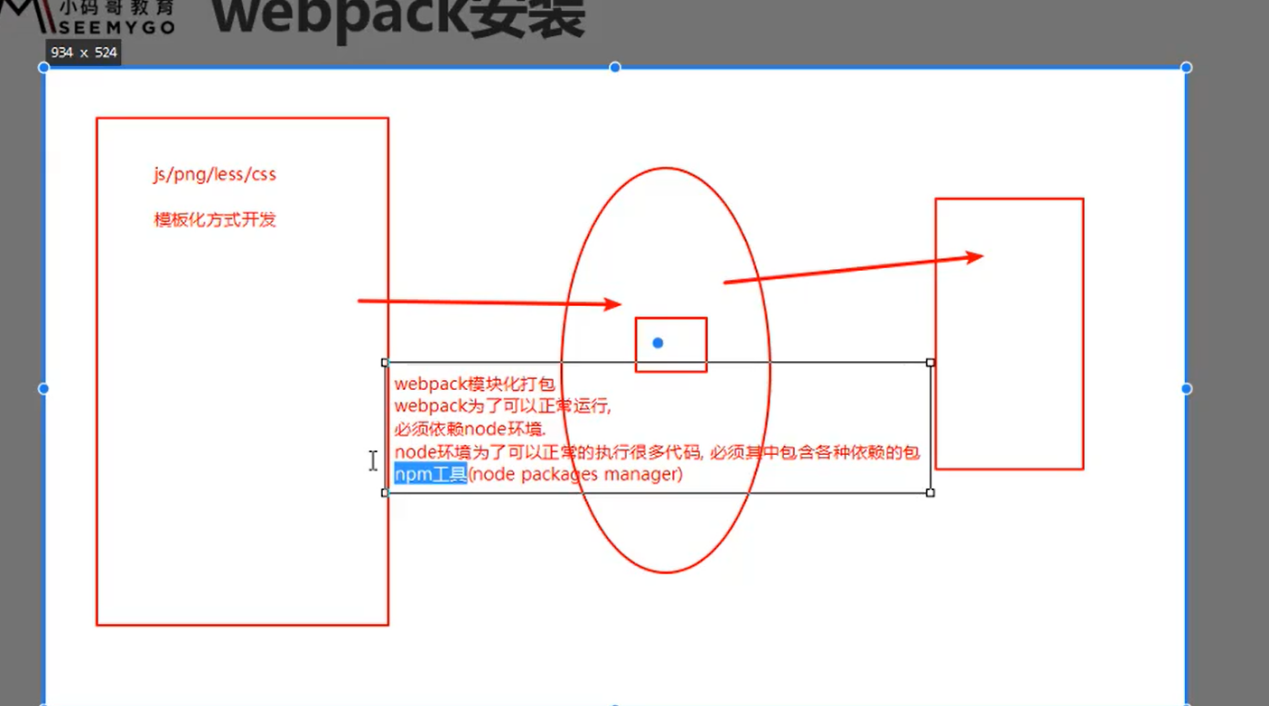 小码哥教育
SEEMYGO
webpack安装
934 x 524
js/png/less/css
模板化方式开发
webpack模块化打包
webpack为了可以正常运行,
必须依赖node环境.
node环境为了可以正常的执行很多代码, 必须其中包含各种依赖的包
npm工具(node packages manager)